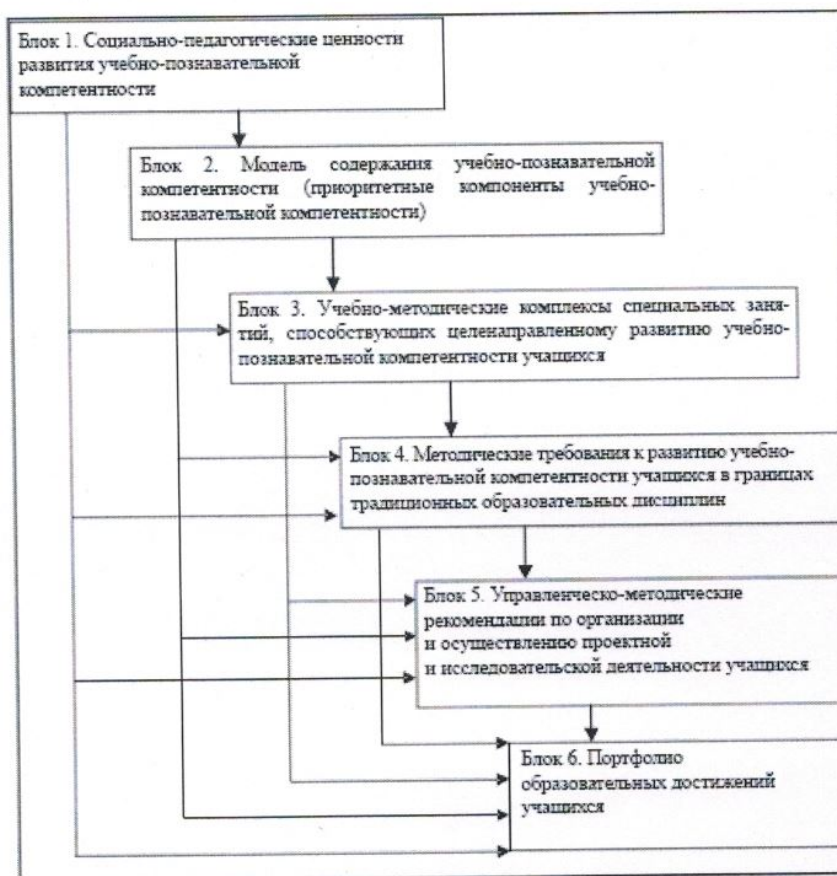 Блок 1. Социально-педагогические ценности
развития учебно-познавательной
компетентности
Блок 2. Модель содержания учебно-познавательной
компетентности (приоритетные компоненты учебно-
познавательной компетентности)
Блок 3. Учебно-методические комплексы специальных заня-
тий, способствующих целенаправленному развитию учебно-
познавательной компетентности учащихся
Блок 4. Методические требования к развитию учебно-
познавательной компетентности учащихся в границах
традиционных образовательных дисциплин
Блок 5. Управленческо-методические
рекомендации по организации
и осуществлению проектной
и исследовательской деятельности учащихся
Блок 6. Портфолио
образовательных достижений
учащихся